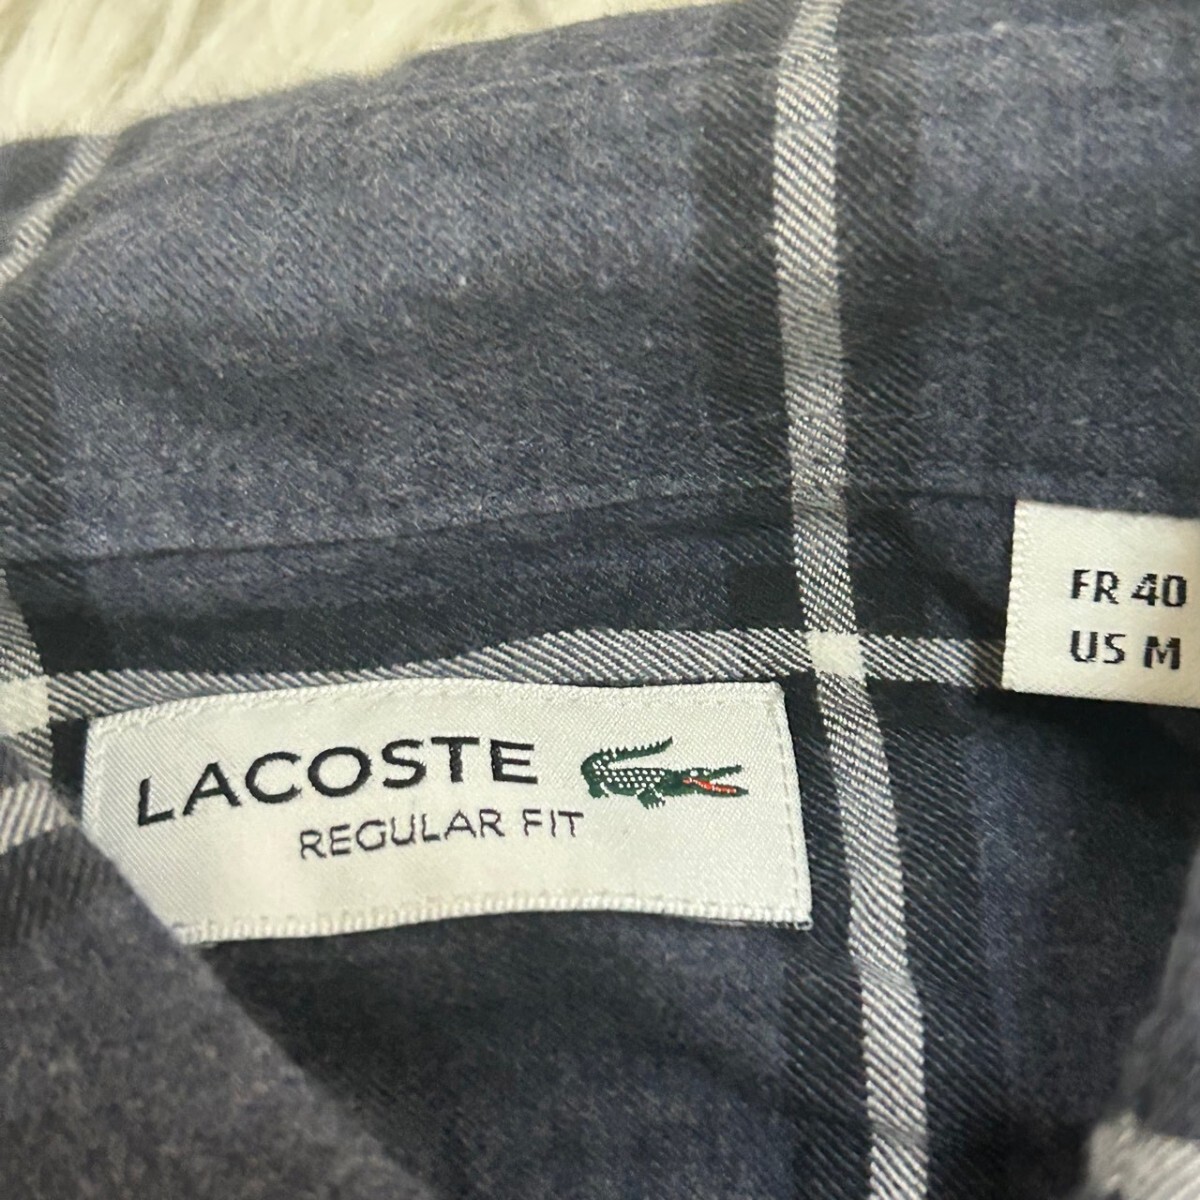 LACOSTE
REGULAR FIT
FR 40
US M